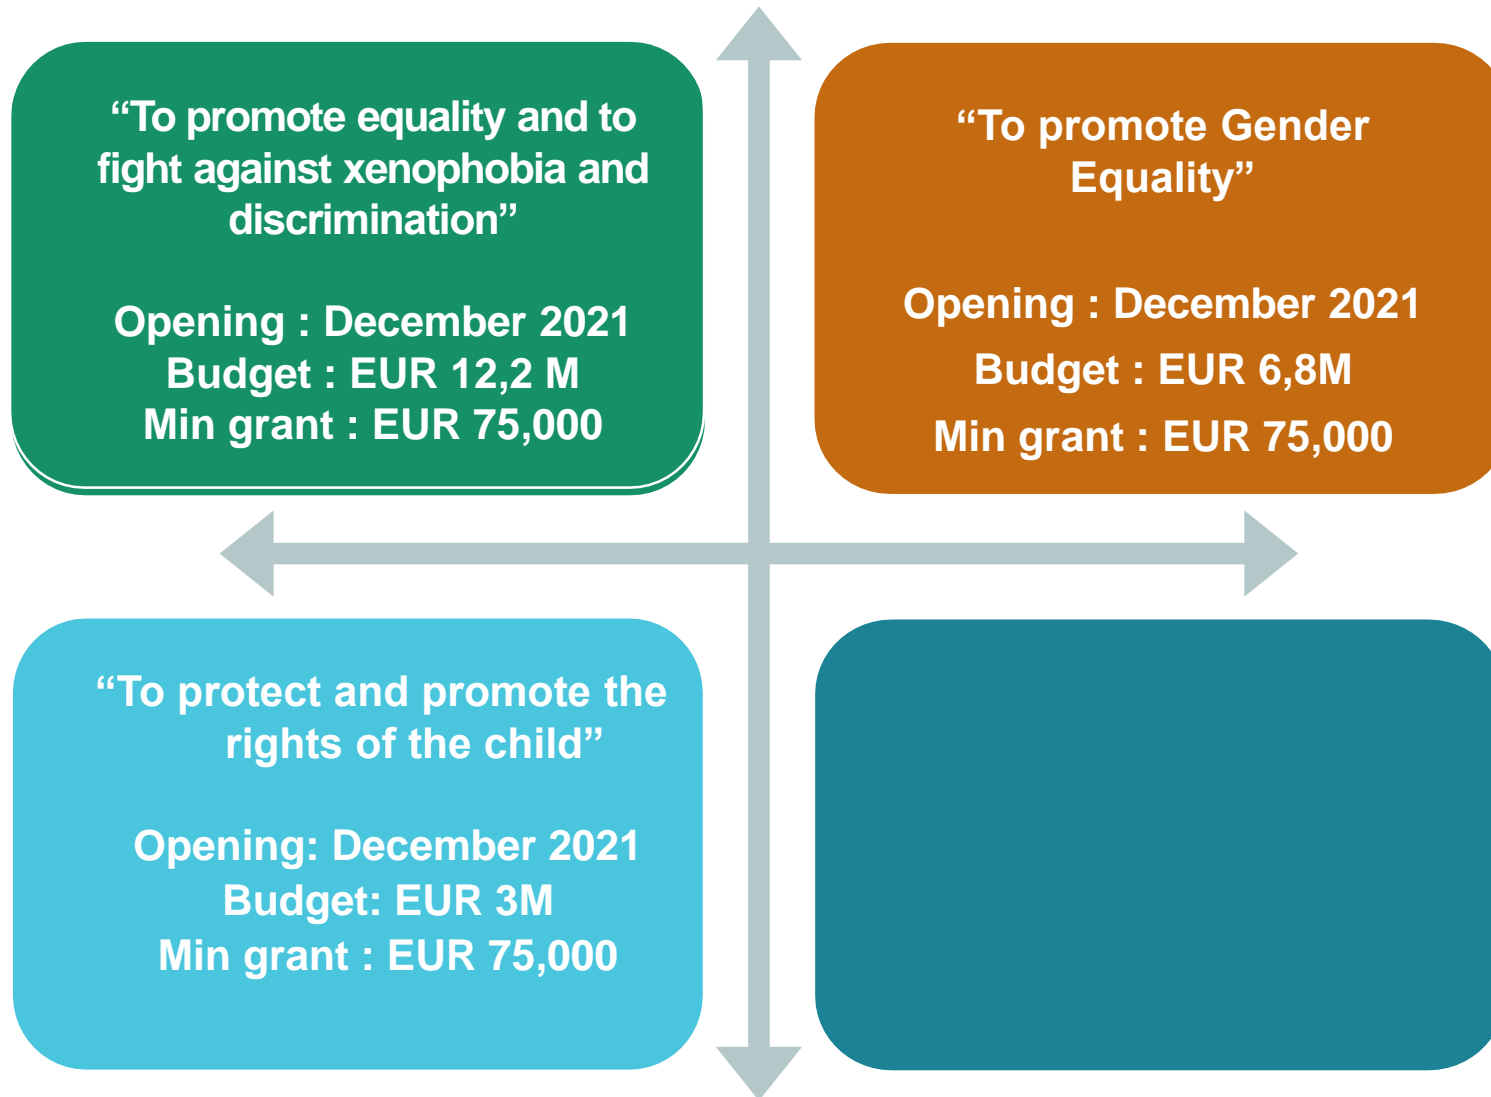 “To promote equality and to
fight against xenophobia and
discrimination”
Opening : December 2021
Budget : EUR 12,2 M
Min grant : EUR 75,000
“To promote Gender
Equality”
Opening : December 2021
Budget : EUR 6,8M
Min grant : EUR 75,000
“To protect and promote the
rights of the child”
Opening: December 2021
Budget: EUR 3M
Min grant : EUR 75,000